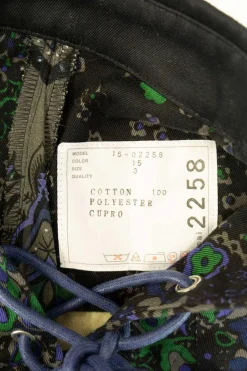 MODEL 15-02258
COLOR 15
SIZE 3
QUALITY
COTTON 100
POLYESTER
CUPRO
2258